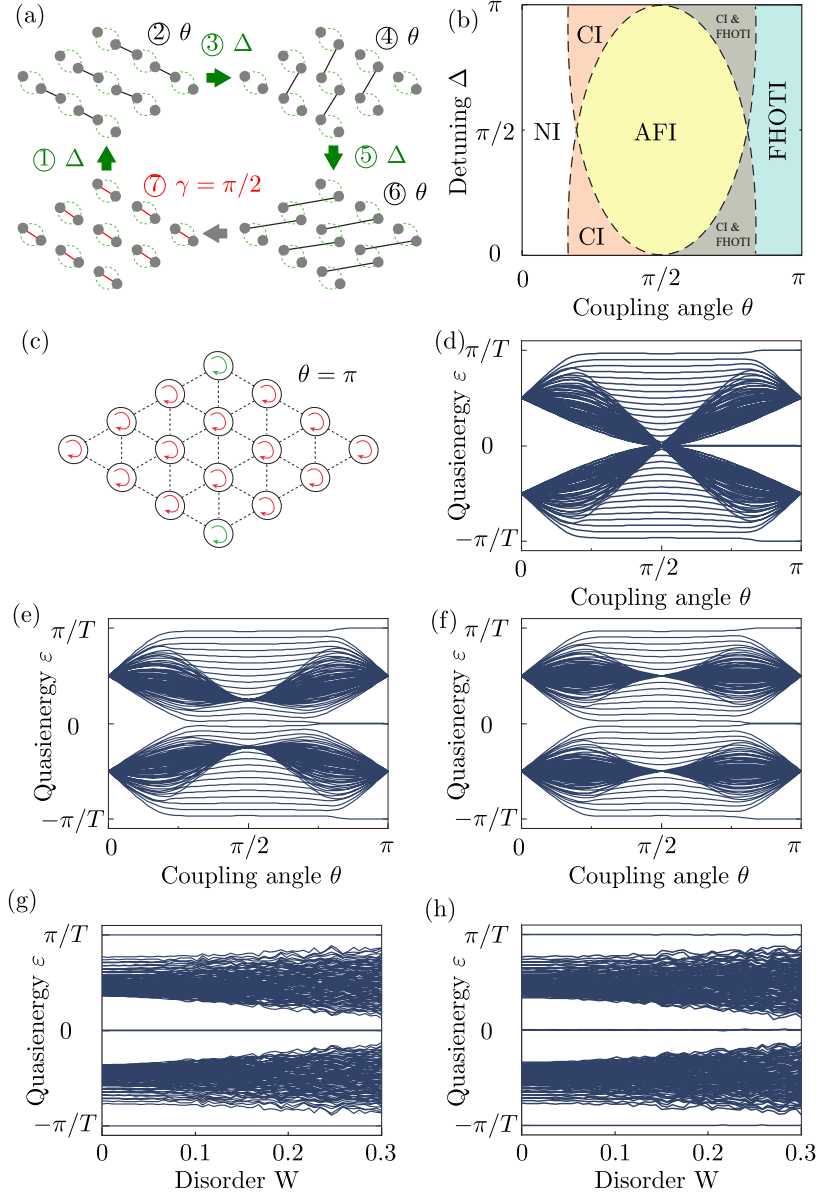 (a)
② θ
③ Δ
④ θ
① Δ
⑦ γ = π/2
⑤ Δ
⑥ θ
(b)
π
π/2
0
Detuning Δ
CI
CI &
FHOTI
NI
AFI
FHOTI
CI
CI &
FHOTI
0
π/2
π
Coupling angle θ
(c)
θ = π
(d)
π/T
0
−π/T
Quasienergy ε
0
π/2
π
Coupling angle θ
(e)
π/T
0
−π/T
Quasienergy ε
0
π/2
π
Coupling angle θ
(f)
π/T
0
−π/T
Quasienergy ε
0
π/2
π
Coupling angle θ
(g)
π/T
0
−π/T
Quasienergy ε
0
0.1
0.2
0.3
Disorder W
(h)
π/T
0
−π/T
Quasienergy ε
0
0.1
0.2
0.3
Disorder W